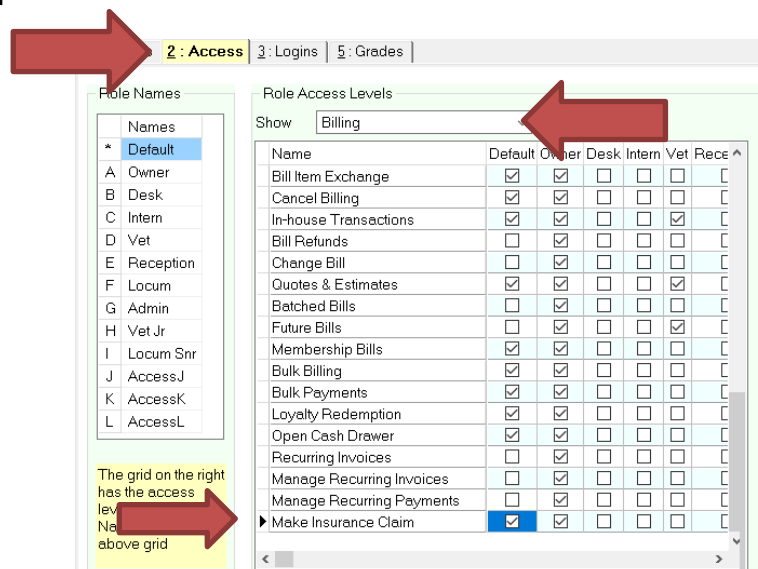 2 : Access 3 : Logins 5 : Grades
Role Names
Names
* Default
A Owner
B Desk
C Intern
D Vet
E Reception
F Locum
G Admin
H Vet Jr
I Locum Snr
J AccessJ
K AccessK
L AccessL
The grid on the right
has the access
above grid
Role Access Levels
Show Billing
Name Default Owner Desk Intern Vet Rece
Bill Item Exchange
Cancel Billing
In-house Transactions
Bill Refunds
Change Bill
Quotes & Estimates
Batched Bills
Future Bills
Membership Bills
Bulk Billing
Bulk Payments
Loyalty Redemption
Open Cash Drawer
Recurring Invoices
Manage Recurring Invoices
Manage Recurring Payments
Make Insurance Claim